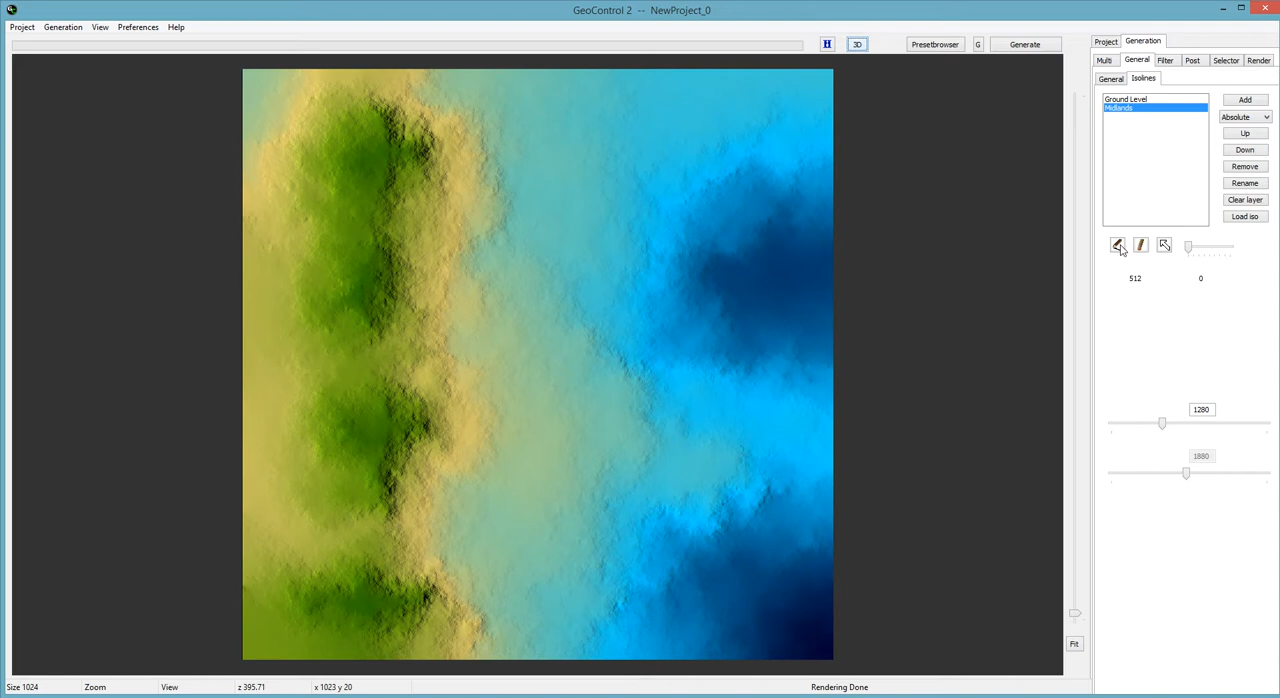 GeoControl 2 -- NewProject_0
Project Generation View Preferences Help
H 3D Presetbrowser G Generate
Project Generation
Multi General Filter Post Selector Render
General Isolines
Ground Level
Midlands
Add
Absolute
Up
Down
Remove
Rename
Clear layer
Load iso
512 0
1280
1880
Fit
Size 1024 Zoom View z 395.71 x 1023 y 20 Rendering Done